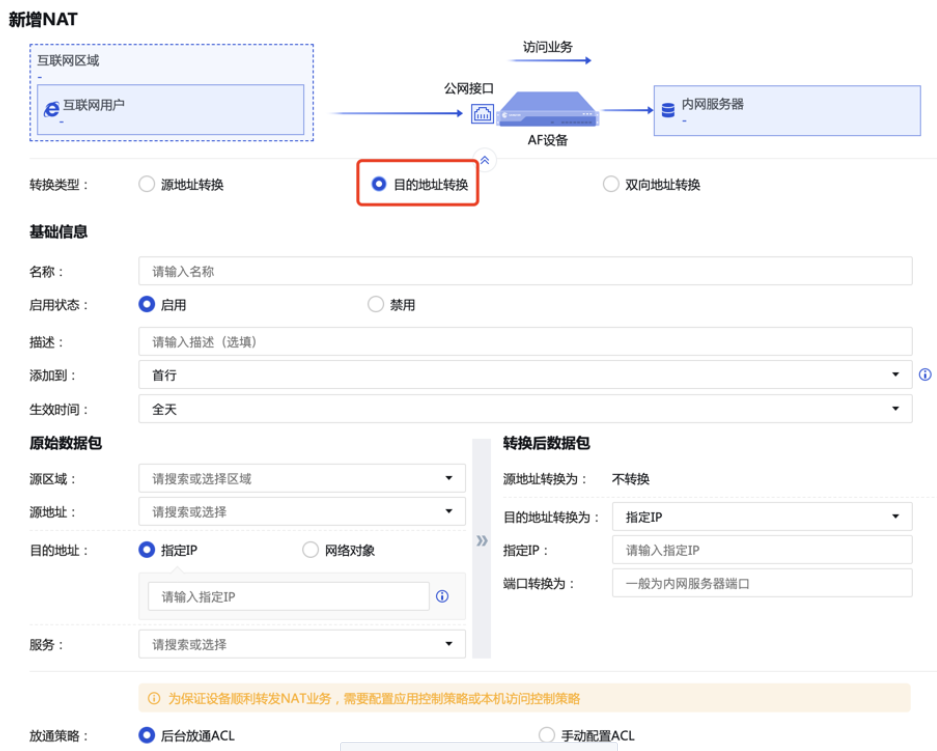 新增NAT
访问业务
互联网区域
-
公网接口
互联网用户
-
内网服务器
-
AF设备
转换类型： 源地址转换 目的地址转换 双向地址转换
基础信息
名称： 请输入名称
启用状态： 启用 禁用
描述： 请输入描述（选填）
添加到： 首行
生效时间： 全天
原始数据包 转换后数据包
源区域： 请搜索或选择区域 源地址转换为： 不转换
源地址： 请搜索或选择 目的地址转换为： 指定IP
目的地址： 指定IP 网络对象 指定IP： 请输入指定IP
请输入指定IP 端口转换为： 一般为内网服务器端口
服务： 请搜索或选择
为保证设备顺利转发NAT业务，需要配置应用控制策略或本机访问控制策略
放通策略： 后台放通ACL 手动配置ACL